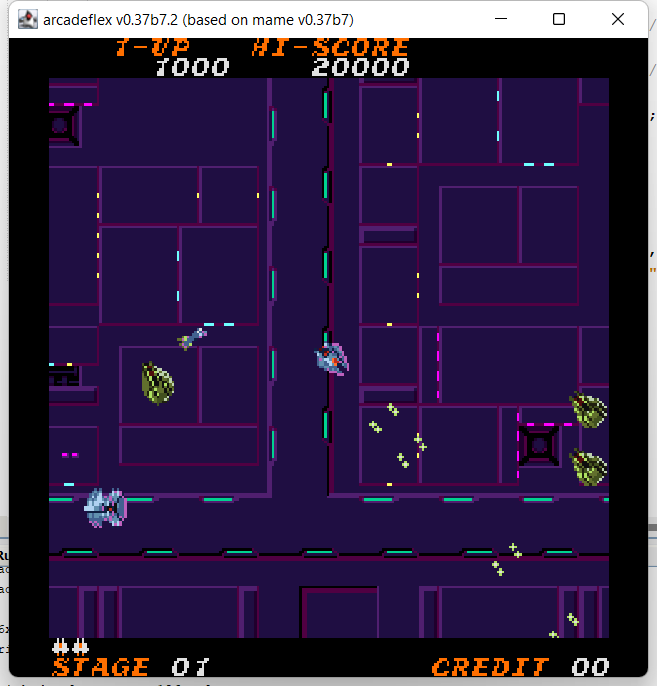 arcadeflex v0.37b7.2 (based on mame v0.37b7)
1-UP HI-SCORE
1000 20000
STAGE 01 CREDIT 00